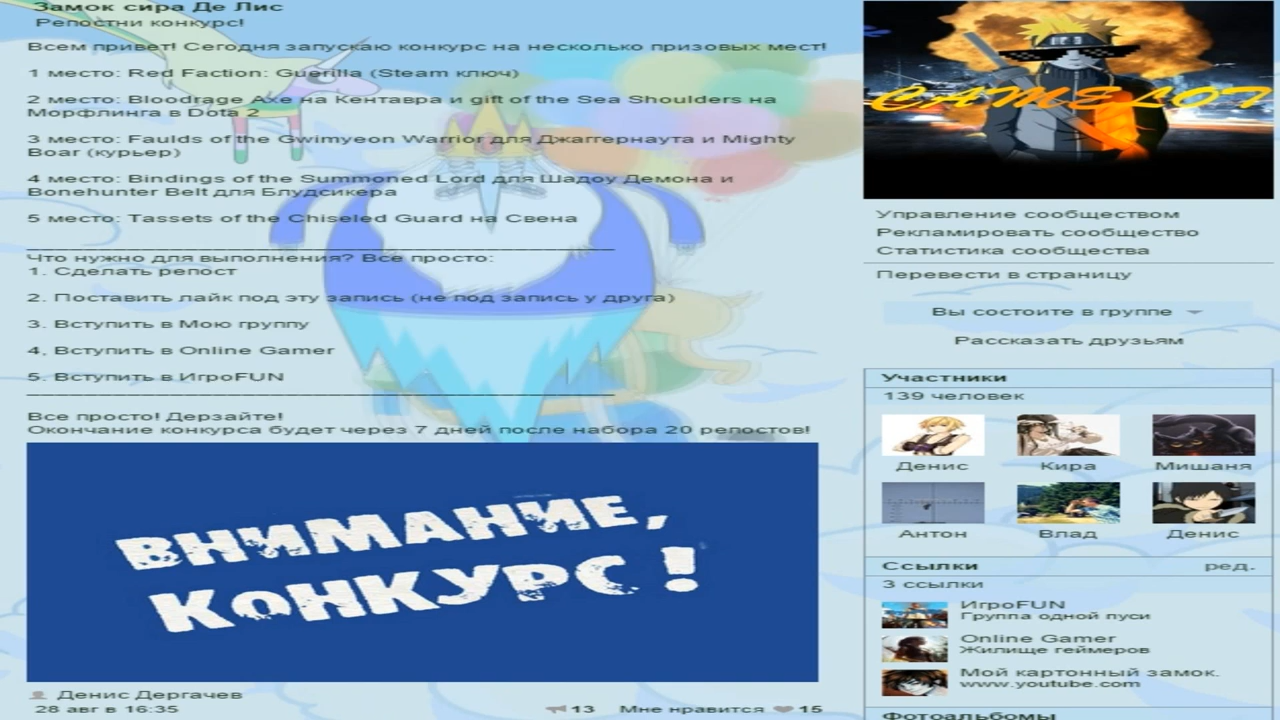 Замок сира Де Лис
Репостни конкурс!
Всем привет! Сегодня запускаю конкурс на несколько призовых мест!
1 место: Red Faction: Guerilla (Steam ключ)
2 место: Bloodrage Axe на Кентавра и gift of the Sea Shoulders на
Морфлинга в Dota 2
3 место: Faulds of the Gwimyeon Warrior для Джаггернаута и Mighty
Boar (курьер)
4 место: Bindings of the Summoned Lord для Шадоу Демона и
Bonehunter Belt для Блудсикера
5 место: Tassets of the Chiseled Guard на Свена
Что нужно для выполнения? Все просто:
1. Сделать репост
2. Поставить лайк под эту запись (не под запись у друга)
3. Вступить в Мою группу
4. Вступить в Online Gamer
5. Вступить в ИгроFUN
Все просто! Дерзайте!
Окончание конкурса будет через 7 дней после набора 20 репостов!
ВНИМАНИЕ,
КОНКУРС!
Денис Дергачев
28 авг в 16:35
13 Мне нравится 15
CAMELOT
Управление сообществом
Рекламировать сообщество
Статистика сообщества
Перевести в страницу
Вы состоите в группе
Рассказать друзьям
Участники
139 человек
Денис Кира Мишаня
Антон Влад Денис
Ссылки ред.
3 ссылки
ИгроFUN
Группа одной пуси
Online Gamer
Жилище геймеров
Мой картонный замок.
www.youtube.com
Фотоальбомы